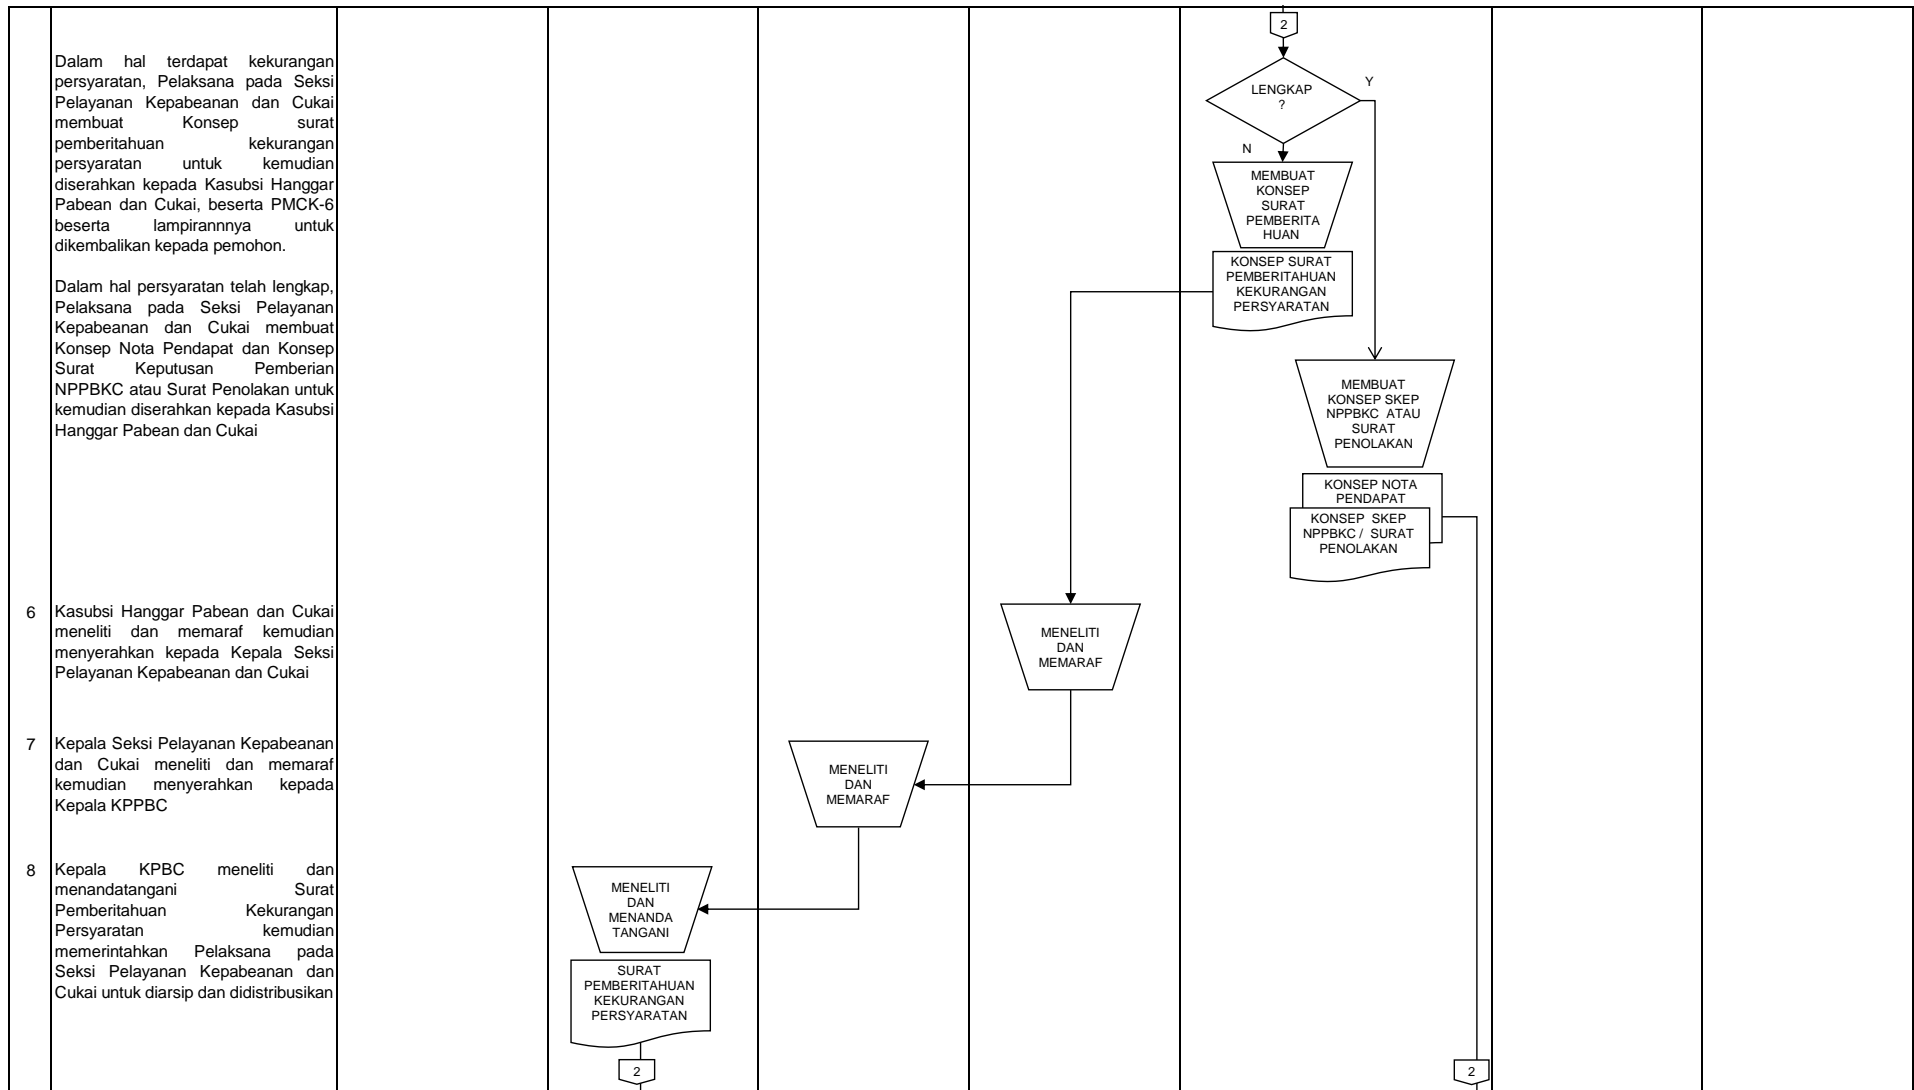 Dalam hal terdapat kekurangan
persyaratan, Pelaksana pada Seksi
Pelayanan Kepabeanan dan Cukai
membuat Konsep surat
pemberitahuan kekurangan
persyaratan untuk kemudian
diserahkan kepada Kasubsi Hanggar
Pabean dan Cukai, beserta PMCK-6
beserta lampirannnya untuk
dikembalikan kepada pemohon.
Dalam hal persyaratan telah lengkap,
Pelaksana pada Seksi Pelayanan
Kepabeanan dan Cukai membuat
Konsep Nota Pendapat dan Konsep
Surat Keputusan Pemberian
NPPBKC atau Surat Penolakan untuk
kemudian diserahkan kepada Kasubsi
Hanggar Pabean dan Cukai
2
LENGKAP
?
Y
N
MEMBUAT
KONSEP
SURAT
PEMBERITA
HUAN
KONSEP SURAT
PEMBERITAHUAN
KEKURANGAN
PERSYARATAN
MEMBUAT
KONSEP SKEP
NPPBKC ATAU
SURAT
PENOLAKAN
KONSEP NOTA
PENDAPAT
KONSEP SKEP
NPPBKC / SURAT
PENOLAKAN
6 Kasubsi Hanggar Pabean dan Cukai
meneliti dan memaraf kemudian
menyerahkan kepada Kepala Seksi
Pelayanan Kepabeanan dan Cukai
MENELITI
DAN
MEMARAF
7 Kepala Seksi Pelayanan Kepabeanan
dan Cukai meneliti dan memaraf
kemudian menyerahkan kepada
Kepala KPPBC
MENELITI
DAN
MEMARAF
8 Kepala KPBC meneliti dan
menandatangani Surat
Pemberitahuan Kekurangan
Persyaratan kemudian
memerintahkan Pelaksana pada
Seksi Pelayanan Kepabeanan dan
Cukai untuk diarsip dan didistribusikan
MENELITI
DAN
MENANDA
TANGANI
SURAT
PEMBERITAHUAN
KEKURANGAN
PERSYARATAN
2
2